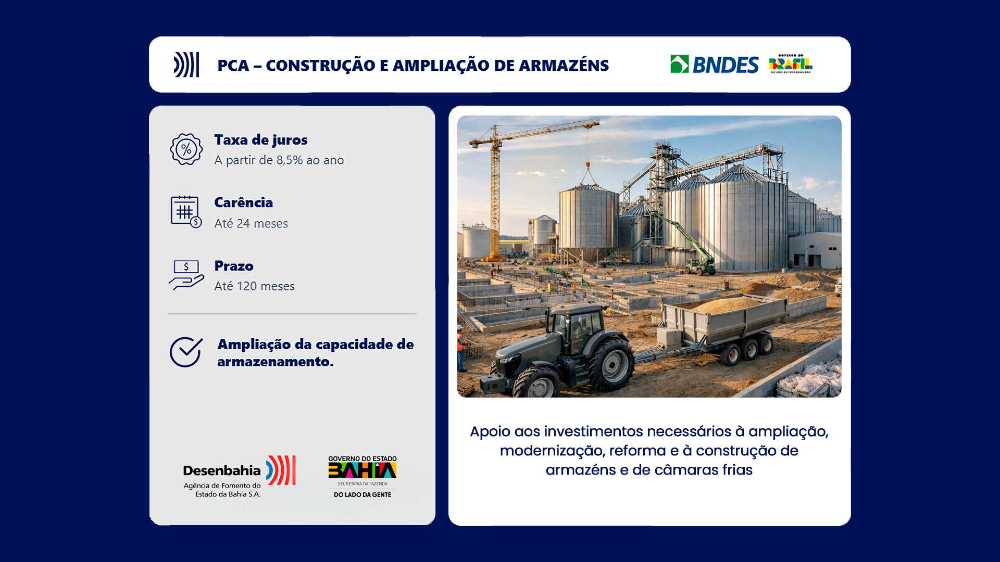 PCA – CONSTRUÇÃO E AMPLIAÇÃO DE ARMAZÉNS
BNDES
GOVERNO DO
BRASIL
DO LADO DO POVO BRASILEIRO
Taxa de juros
A partir de 8,5% ao ano
Carência
Até 24 meses
Prazo
Até 120 meses
Ampliação da capacidade de
armazenamento.
Desenbahia
Agência de Fomento do
Estado da Bahia S.A.
GOVERNO DO ESTADO
BAHIA
SECRETARIA DA FAZENDA
DO LADO DA GENTE
Apoio aos investimentos necessários à ampliação,
modernização, reforma e à construção de
armazéns e de câmaras frias